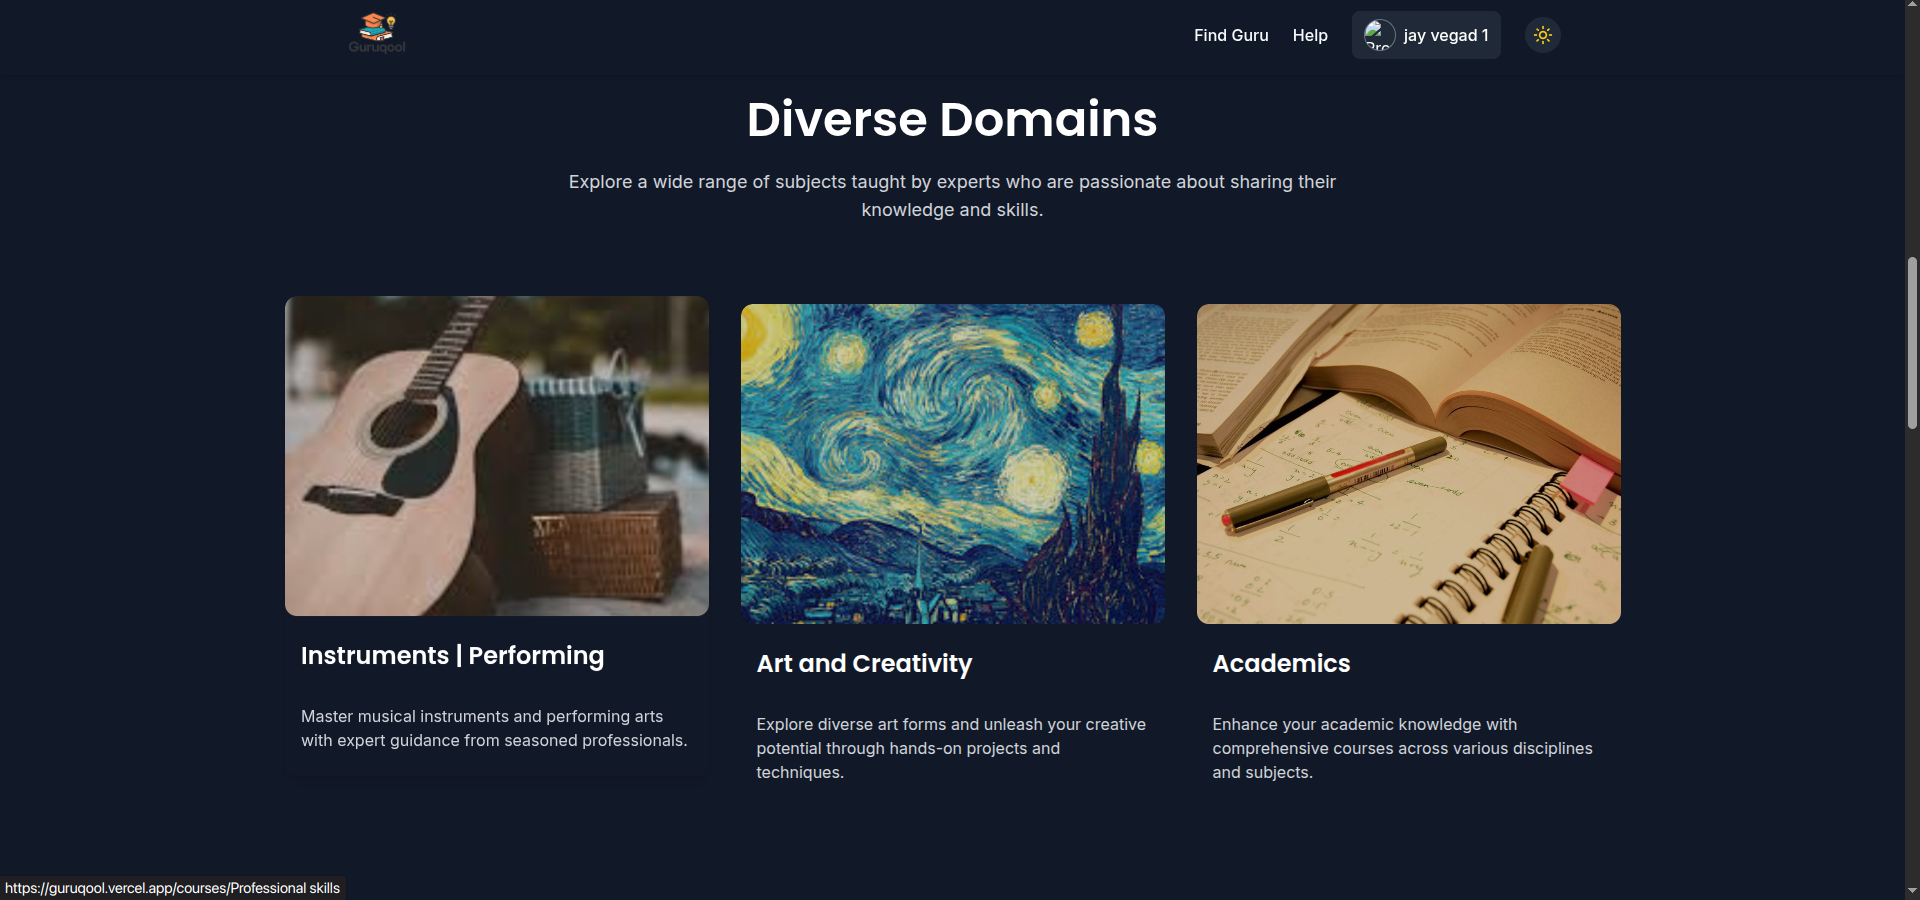 Guruqool
Find Guru
Help
jay vegad 1
Diverse Domains
Explore a wide range of subjects taught by experts who are passionate about sharing their
knowledge and skills.
Instruments | Performing
Master musical instruments and performing arts
with expert guidance from seasoned professionals.
Art and Creativity
Explore diverse art forms and unleash your creative
potential through hands-on projects and
techniques.
Academics
Enhance your academic knowledge with
comprehensive courses across various disciplines
and subjects.
https://guruqool.vercel.app/courses/Professional skills